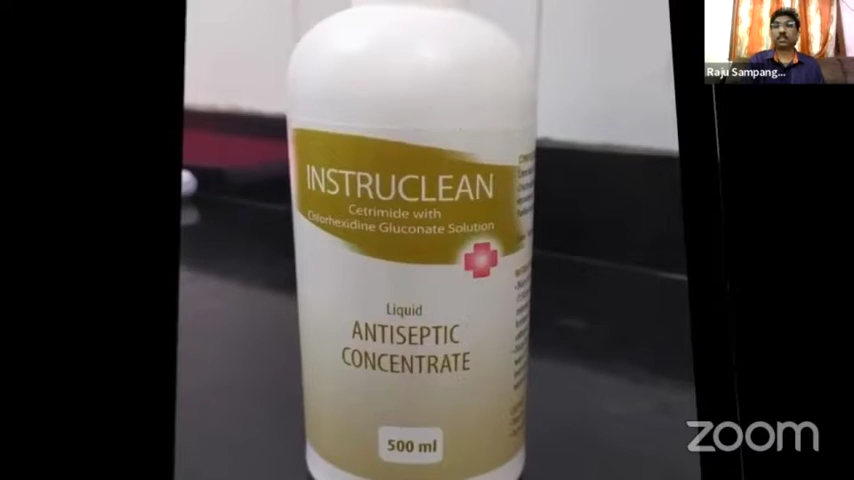 INSTRUCLEAN
Cetrimide with
Chlorhexidine Gluconate Solution
Liquid
ANTISEPTIC
CONCENTRATE
500 ml
Raju Sampang...
zoom